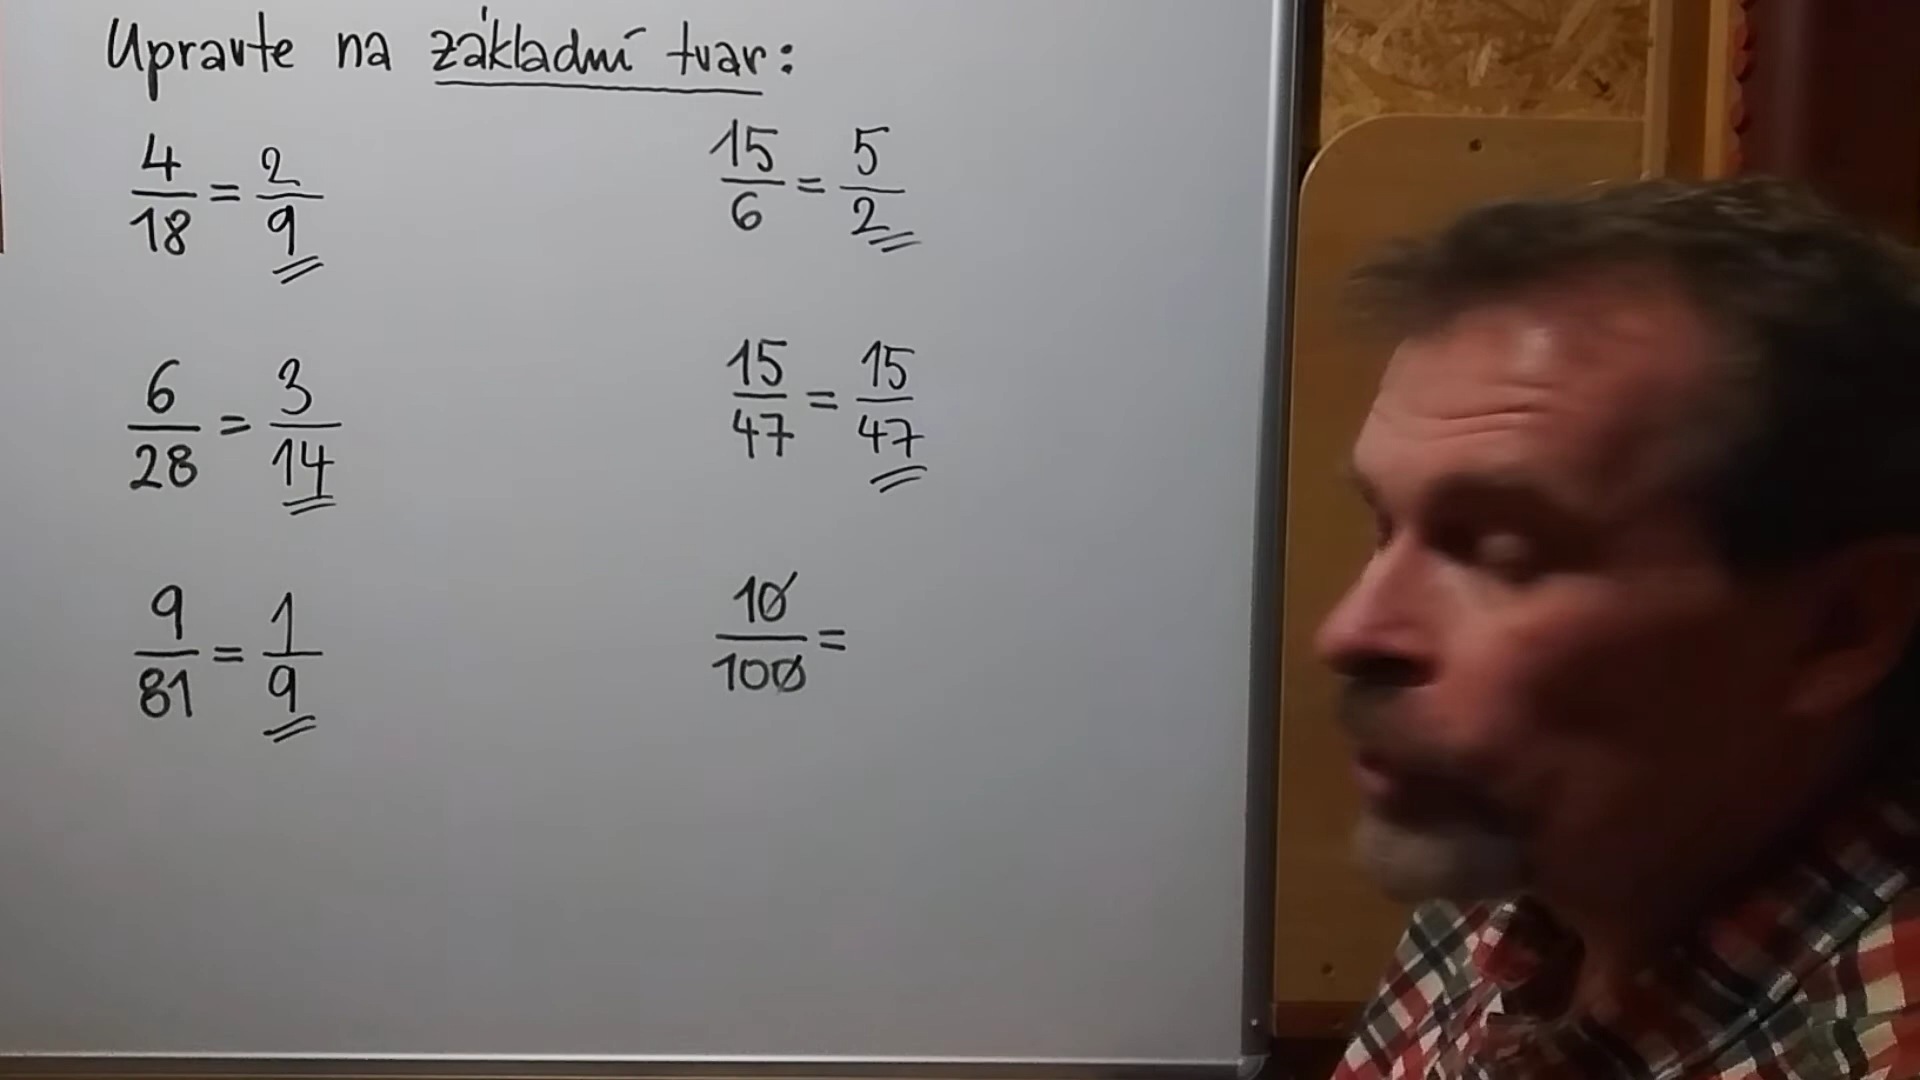 Upravte na základní tvar:
4/18 = 2/9
15/6 = 5/2
6/28 = 3/14
15/47 = 15/47
9/81 = 1/9
10/100 =